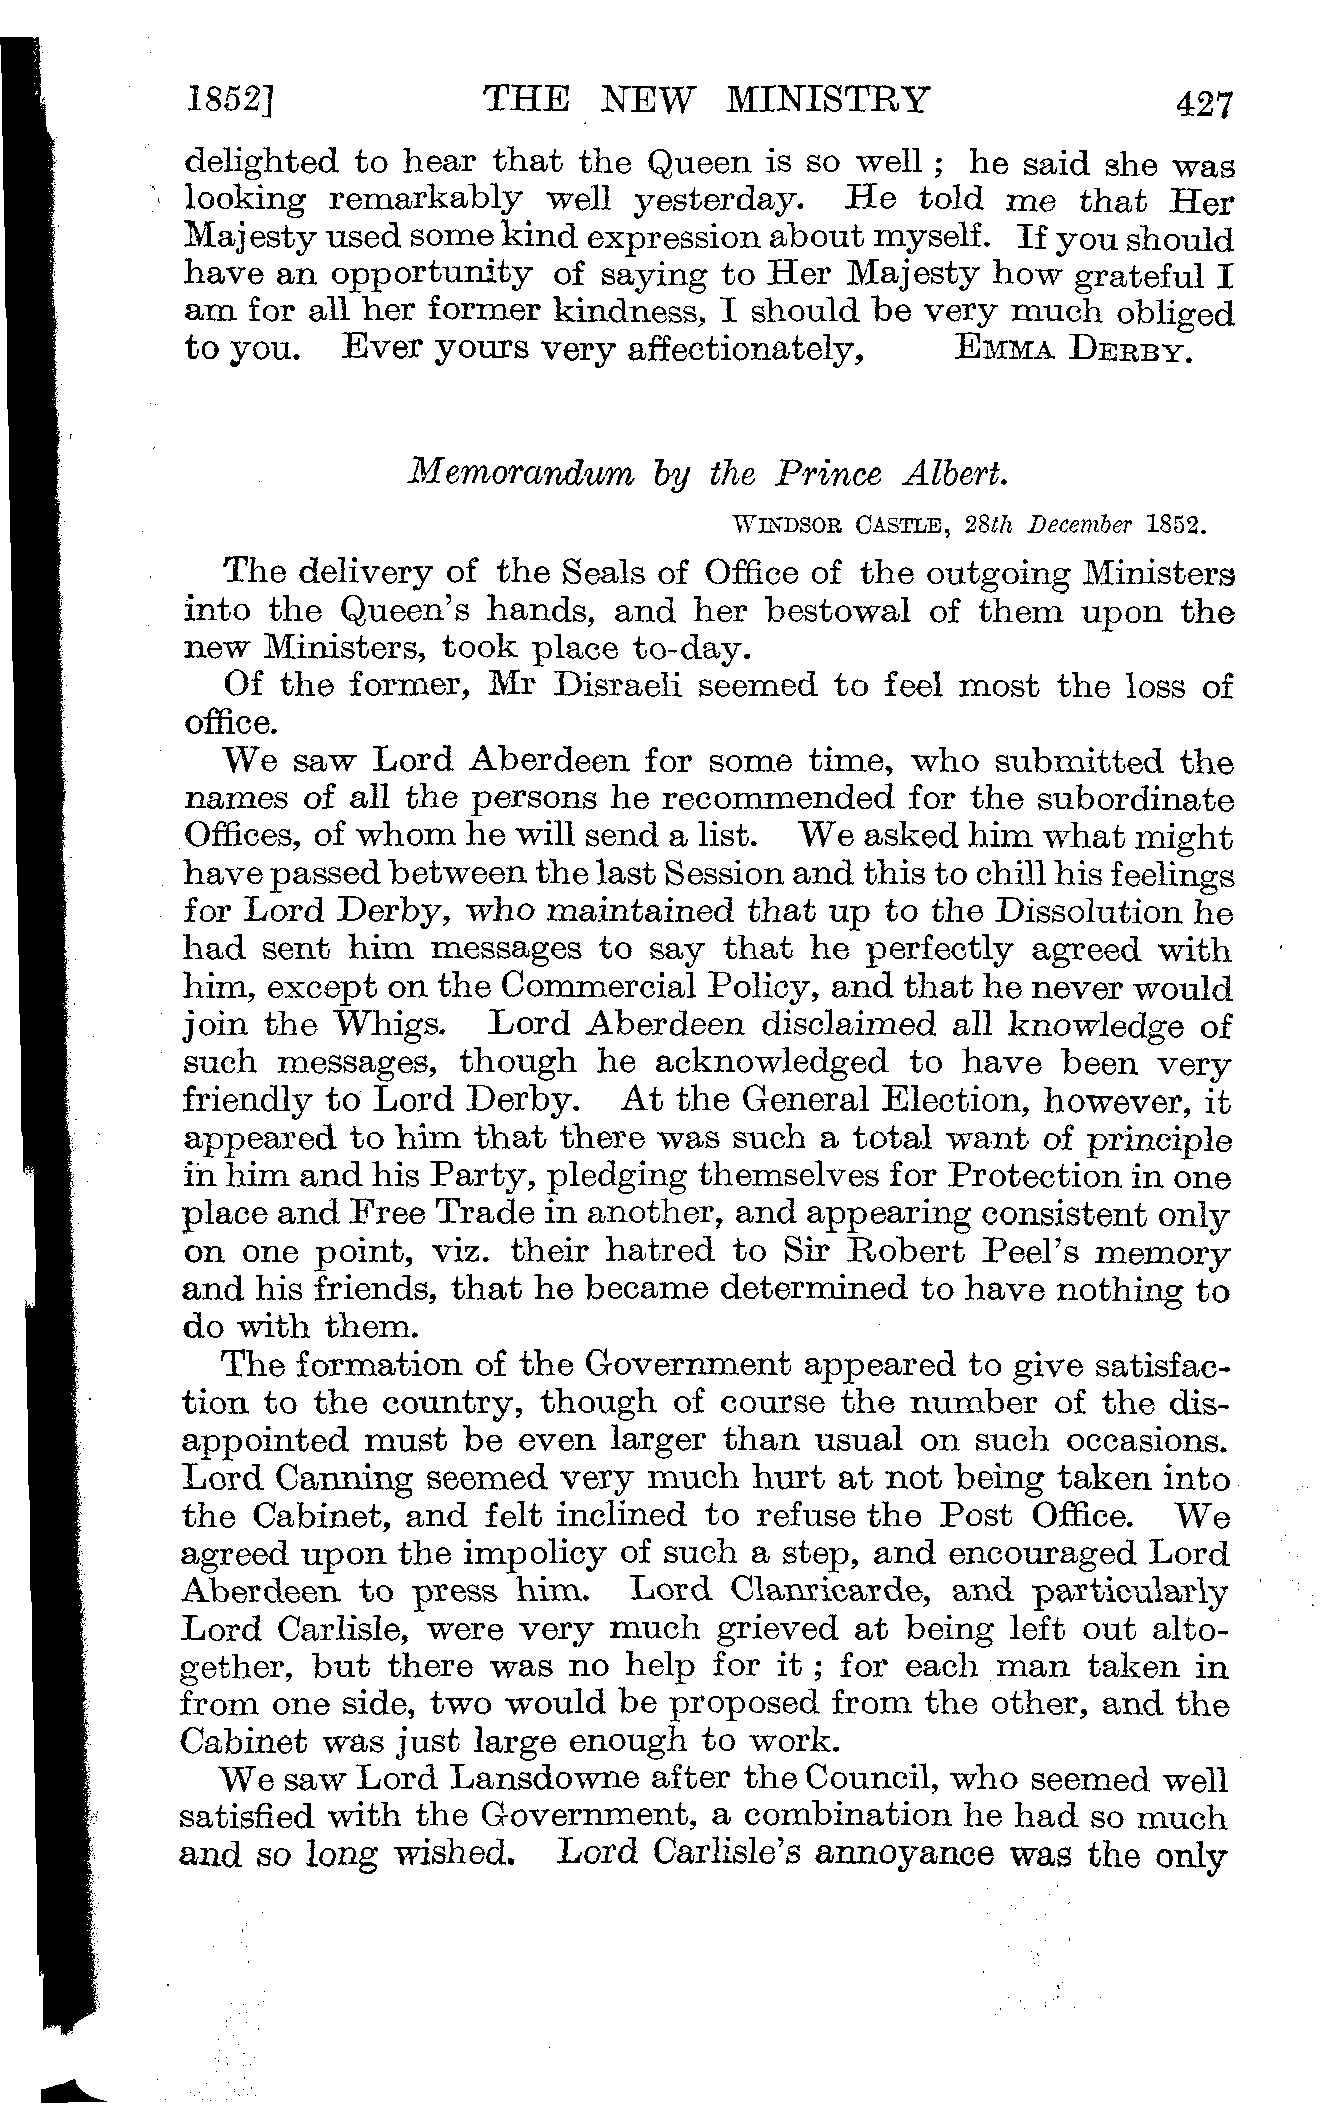 1852] THE NEW MINISTRY 427
delighted to hear that the Queen is so well ; he said she was
looking remarkably well yesterday. He told me that Her
Majesty used some kind expression about myself. If you should
have an opportunity of saying to Her Majesty how grateful I
am for all her former kindness, I should be very much obliged
to you. Ever yours very affectionately, EMMA DERBY.
Memorandum by the Prince Albert.
WINDSOR CASTLE, 28th December 1852.
The delivery of the Seals of Office of the outgoing Ministers
into the Queen's hands, and her bestowal of them upon the
new Ministers, took place to-day.
Of the former, Mr Disraeli seemed to feel most the loss of
office.
We saw Lord Aberdeen for some time, who submitted the
names of all the persons he recommended for the subordinate
Offices, of whom he will send a list. We asked him what might
have passed between the last Session and this to chill his feelings
for Lord Derby, who maintained that up to the Dissolution he
had sent him messages to say that he perfectly agreed with
him, except on the Commercial Policy, and that he never would
join the Whigs. Lord Aberdeen disclaimed all knowledge of
such messages, though he acknowledged to have been very
friendly to Lord Derby. At the General Election, however, it
appeared to him that there was such a total want of principle
in him and his Party, pledging themselves for Protection in one
place and Free Trade in another, and appearing consistent only
on one point, viz. their hatred to Sir Robert Peel's memory
and his friends, that he became determined to have nothing to
do with them.
The formation of the Government appeared to give satisfac-
tion to the country, though of course the number of the dis-
appointed must be even larger than usual on such occasions.
Lord Canning seemed very much hurt at not being taken into
the Cabinet, and felt inclined to refuse the Post Office. We
agreed upon the impolicy of such a step, and encouraged Lord
Aberdeen to press him. Lord Clanricarde, and particularly
Lord Carlisle, were very much grieved at being left out alto-
gether, but there was no help for it ; for each man taken in
from one side, two would be proposed from the other, and the
Cabinet was just large enough to work.
We saw Lord Lansdowne after the Council, who seemed well
satisfied with the Government, a combination he had so much
and so long wished. Lord Carlisle's annoyance was the only